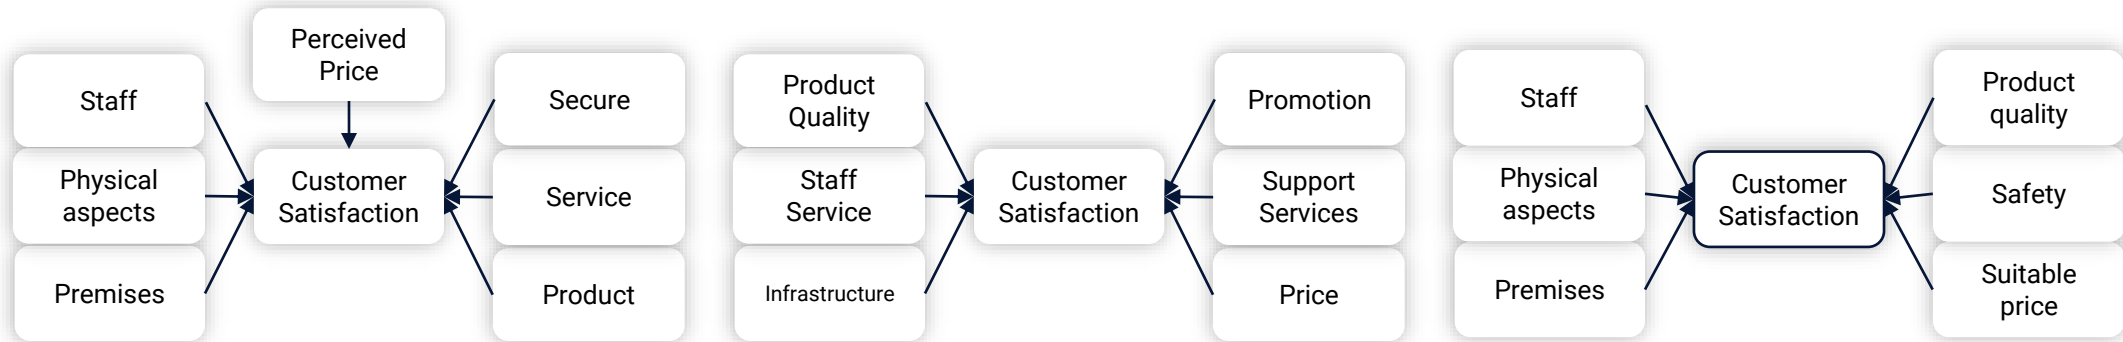 Perceived
Price
Staff
Physical
aspects
Premises
Customer
Satisfaction
Secure
Service
Product
Product
Quality
Staff
Service
Infrastructure
Customer
Satisfaction
Promotion
Support
Services
Price
Staff
Physical
aspects
Premises
Customer
Satisfaction
Product
quality
Safety
Suitable
price